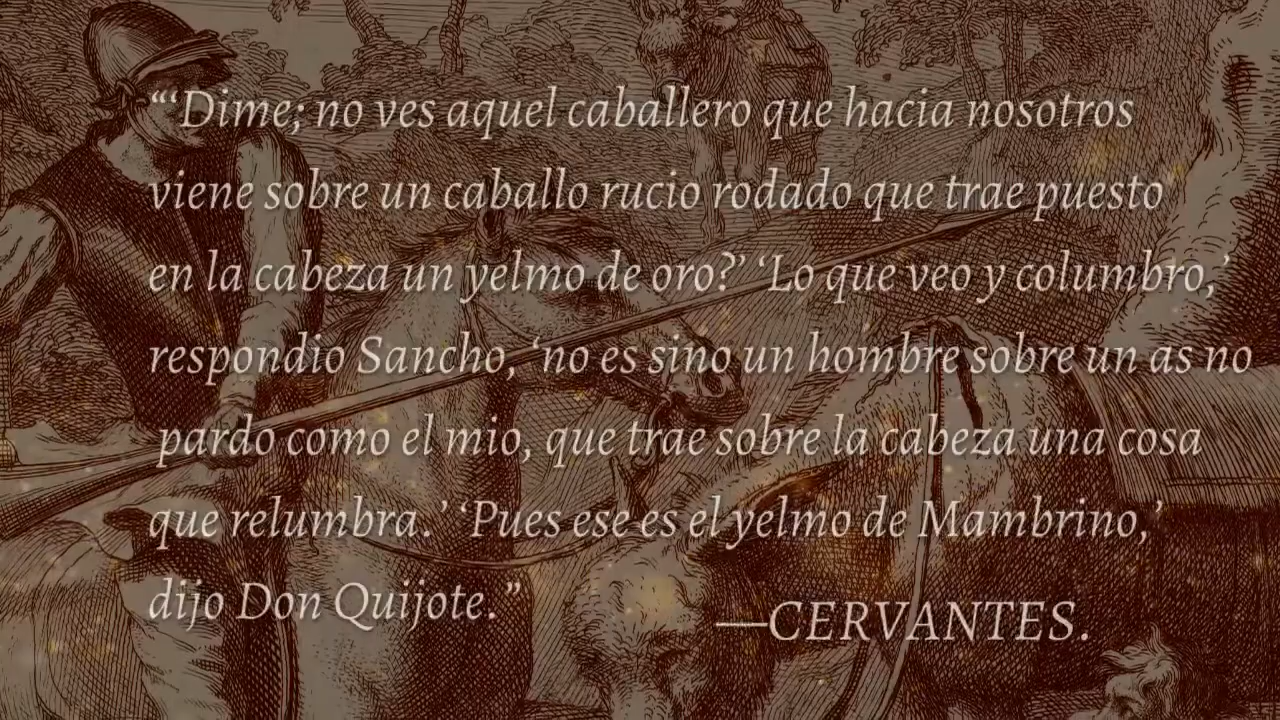 “‘Dime; no ves aquel caballero que hacia nosotros
viene sobre un caballo rucio rodado que trae puesto
en la cabeza un yelmo de oro?’ ‘Lo que veo y columbro,’
respondio Sancho, ‘no es sino un hombre sobre un as no
pardo como el mio, que trae sobre la cabeza una cosa
que relumbra.’ ‘Pues ese es el yelmo de Mambrino,’
dijo Don Quijote.”
—CERVANTES.